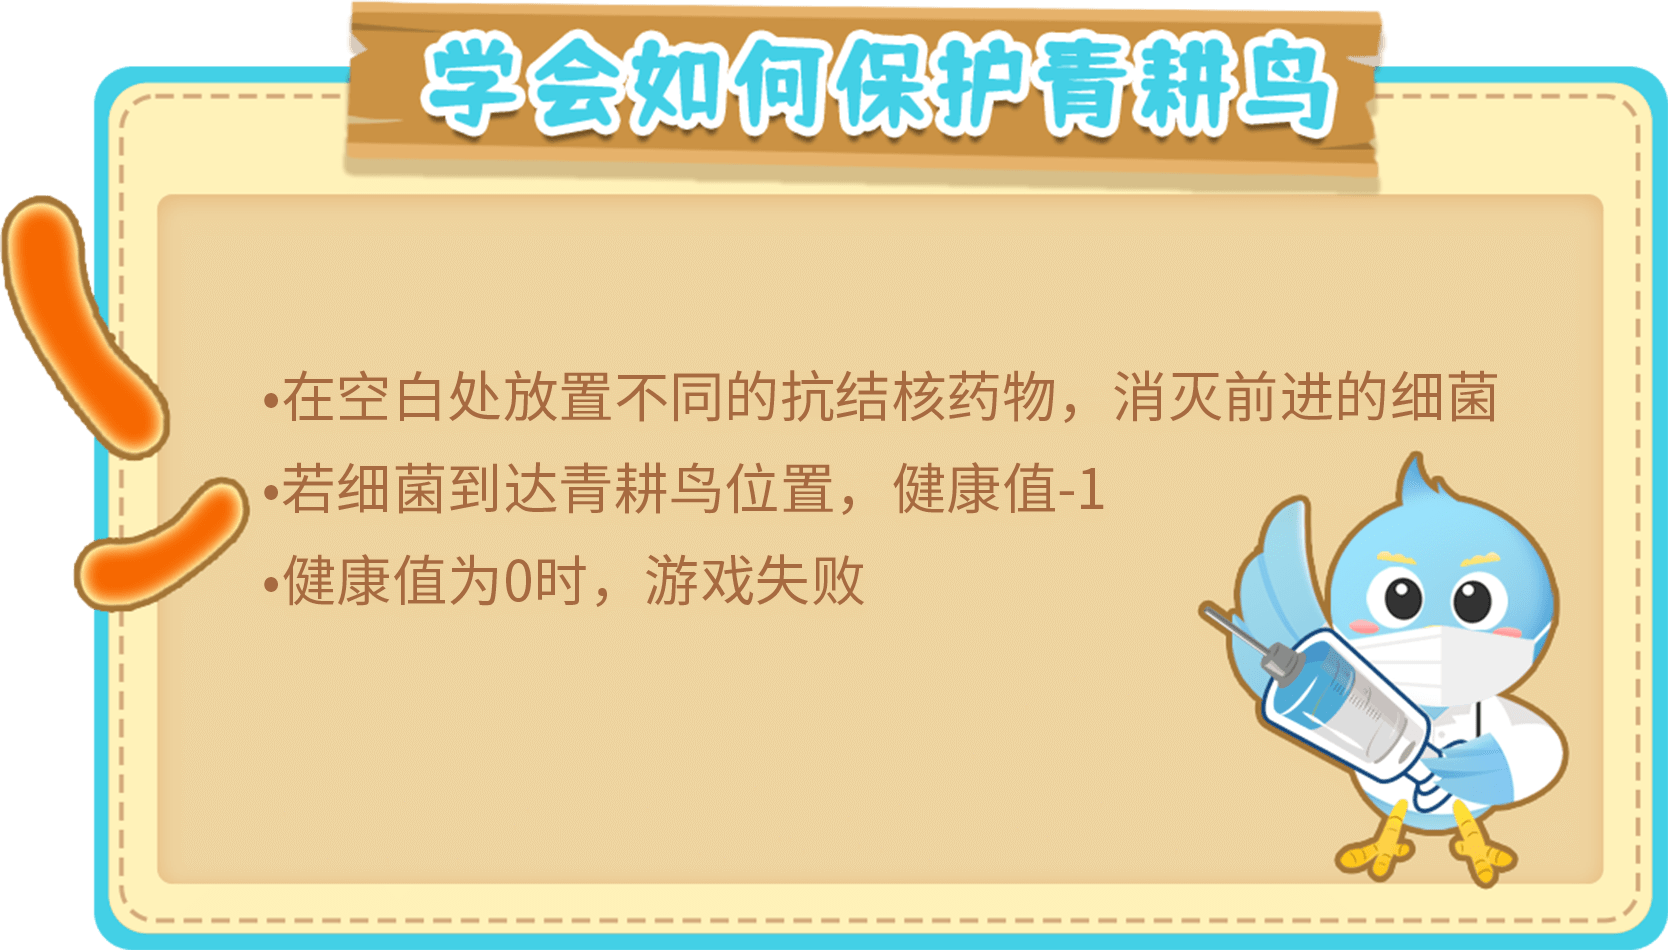 学会如何保护青耕鸟
•在空白处放置不同的抗结核药物，消灭前进的细菌
•若细菌到达青耕鸟位置，健康值-1
•健康值为0时，游戏失败